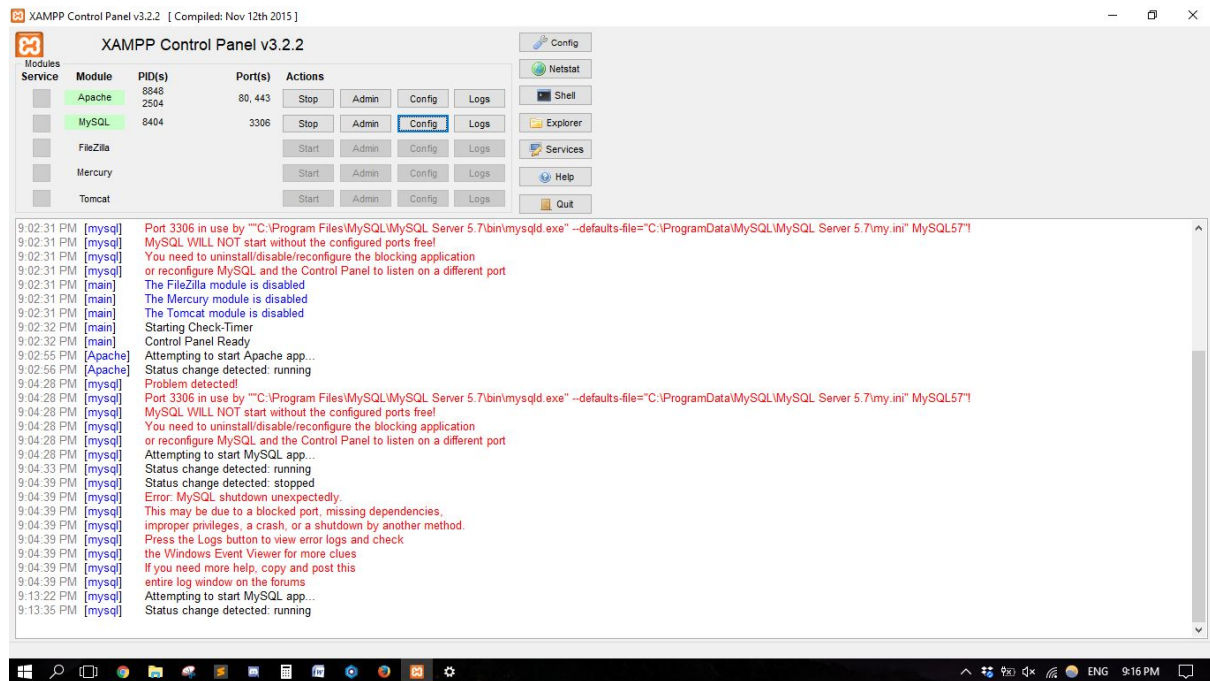 XAMPP Control Panel v3.2.2 [ Compiled: Nov 12th 2015 ]
XAMPP Control Panel v3.2.2
Config
Modules
Service Module PID(s) Port(s) Actions
Netstat
Apache 8848 2504 80, 443 Stop Admin Config Logs
Shell
MySQL 8404 3306 Stop Admin Config Logs
Explorer
FileZilla Start Admin Config Logs
Services
Mercury Start Admin Config Logs
Help
Tomcat Start Admin Config Logs
Quit
9:02:31 PM [mysql] Port 3306 in use by ""C:\Program Files\MySQL\MySQL Server 5.7\bin\mysqld.exe" --defaults-file="C:\ProgramData\MySQL\MySQL Server 5.7\my.ini" MySQL57"!
9:02:31 PM [mysql] MySQL WILL NOT start without the configured ports free!
9:02:31 PM [mysql] You need to uninstall/disable/reconfigure the blocking application
9:02:31 PM [mysql] or reconfigure MySQL and the Control Panel to listen on a different port
9:02:31 PM [main] The FileZilla module is disabled
9:02:31 PM [main] The Mercury module is disabled
9:02:31 PM [main] The Tomcat module is disabled
9:02:32 PM [main] Starting Check-Timer
9:02:32 PM [main] Control Panel Ready
9:02:55 PM [Apache] Attempting to start Apache app...
9:02:56 PM [Apache] Status change detected: running
9:04:28 PM [mysql] Problem detected!
9:04:28 PM [mysql] Port 3306 in use by ""C:\Program Files\MySQL\MySQL Server 5.7\bin\mysqld.exe" --defaults-file="C:\ProgramData\MySQL\MySQL Server 5.7\my.ini" MySQL57"!
9:04:28 PM [mysql] MySQL WILL NOT start without the configured ports free!
9:04:28 PM [mysql] You need to uninstall/disable/reconfigure the blocking application
9:04:28 PM [mysql] or reconfigure MySQL and the Control Panel to listen on a different port
9:04:28 PM [mysql] Attempting to start MySQL app...
9:04:33 PM [mysql] Status change detected: running
9:04:39 PM [mysql] Status change detected: stopped
9:04:39 PM [mysql] Error: MySQL shutdown unexpectedly.
9:04:39 PM [mysql] This may be due to a blocked port, missing dependencies,
9:04:39 PM [mysql] improper privileges, a crash, or a shutdown by another method.
9:04:39 PM [mysql] Press the Logs button to view error logs and check
9:04:39 PM [mysql] the Windows Event Viewer for more clues
9:04:39 PM [mysql] If you need more help, copy and post this
9:04:39 PM [mysql] entire log window on the forums
9:13:22 PM [mysql] Attempting to start MySQL app...
9:13:35 PM [mysql] Status change detected: running
ENG 9:16 PM